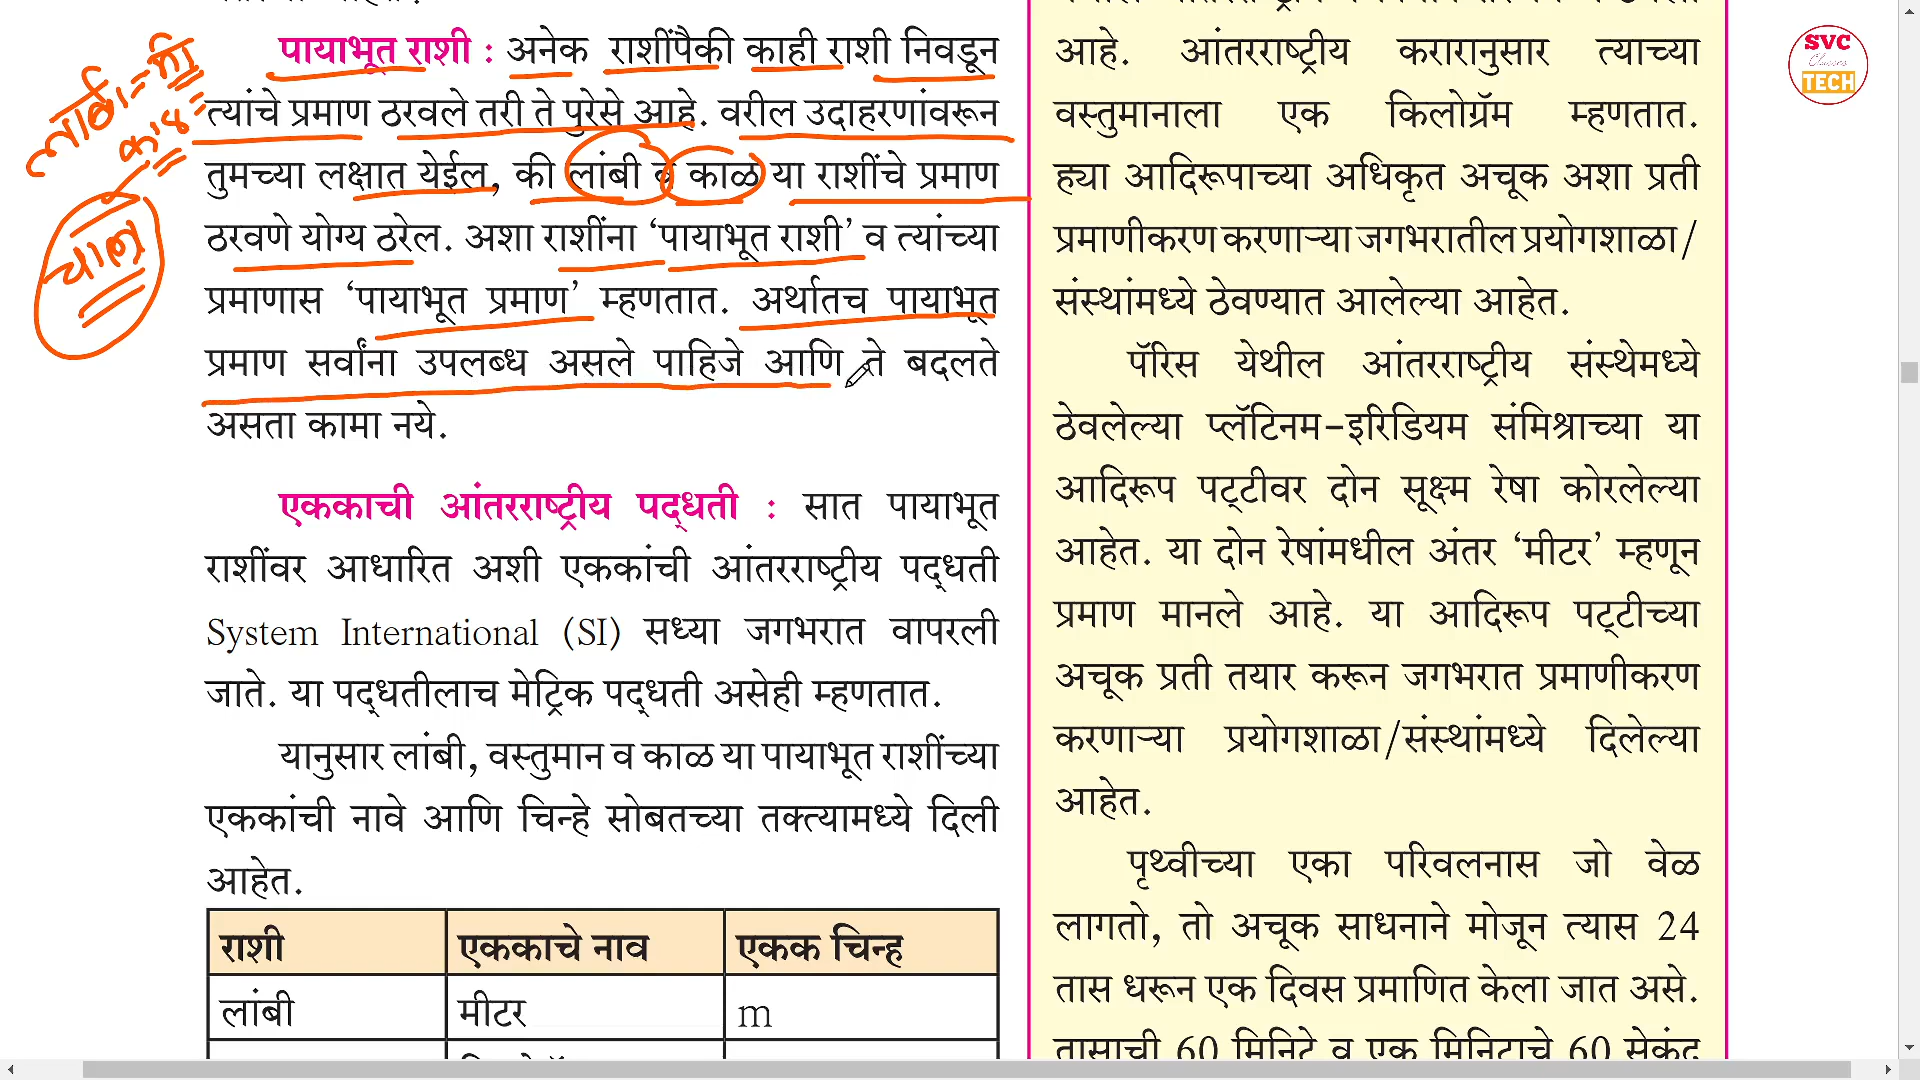 पायाभूत राशी : अनेक राशींपैकी काही राशी निवडून
त्यांचे प्रमाण ठरवले तरी ते पुरेसे आहे. वरील उदाहरणांवरून
तुमच्या लक्षात येईल, की लांबी व काळ या राशींचे प्रमाण
ठरवणे योग्य ठरेल. अशा राशींना ‘पायाभूत राशी’ व त्यांच्या
प्रमाणास ‘पायाभूत प्रमाण’ म्हणतात. अर्थातच पायाभूत
प्रमाण सर्वांना उपलब्ध असले पाहिजे आणि ते बदलते
असता कामा नये.
एककाची आंतरराष्ट्रीय पद्धती : सात पायाभूत
राशींवर आधारित अशी एककांची आंतरराष्ट्रीय पद्धती
System International (SI) सध्या जगभरात वापरली
जाते. या पद्धतीलाच मेट्रिक पद्धती असेही म्हणतात.
यानुसार लांबी, वस्तुमान व काळ या पायाभूत राशींच्या
एककांची नावे आणि चिन्हे सोबतच्या तक्त्यामध्ये दिली
आहेत.
राशी एककाचे नाव एकक चिन्ह
लांबी मीटर m
चाल
आहे. आंतरराष्ट्रीय करारानुसार त्याच्या
वस्तुमानाला एक किलोग्रॅम म्हणतात.
ह्या आदिरूपाच्या अधिकृत अचूक अशा प्रती
प्रमाणीकरण करणाऱ्या जगभरातील प्रयोगशाळा/
संस्थांमध्ये ठेवण्यात आलेल्या आहेत.
पॅरिस येथील आंतरराष्ट्रीय संस्थेमध्ये
ठेवलेल्या प्लॅटिनम-इरिडियम संमिश्राच्या या
आदिरूप पट्टीवर दोन सूक्ष्म रेषा कोरलेल्या
आहेत. या दोन रेषांमधील अंतर ‘मीटर’ म्हणून
प्रमाण मानले आहे. या आदिरूप पट्टीच्या
अचूक प्रती तयार करून जगभरात प्रमाणीकरण
करणाऱ्या प्रयोगशाळा/संस्थांमध्ये दिलेल्या
आहेत.
पृथ्वीच्या एका परिवलनास जो वेळ
लागतो, तो अचूक साधनाने मोजून त्यास 24
तास धरून एक दिवस प्रमाणित केला जात असे.
तासाची 60 मिनिटे व एक मिनिटाचे 60 सेकंद
SVC
Classes
TECH